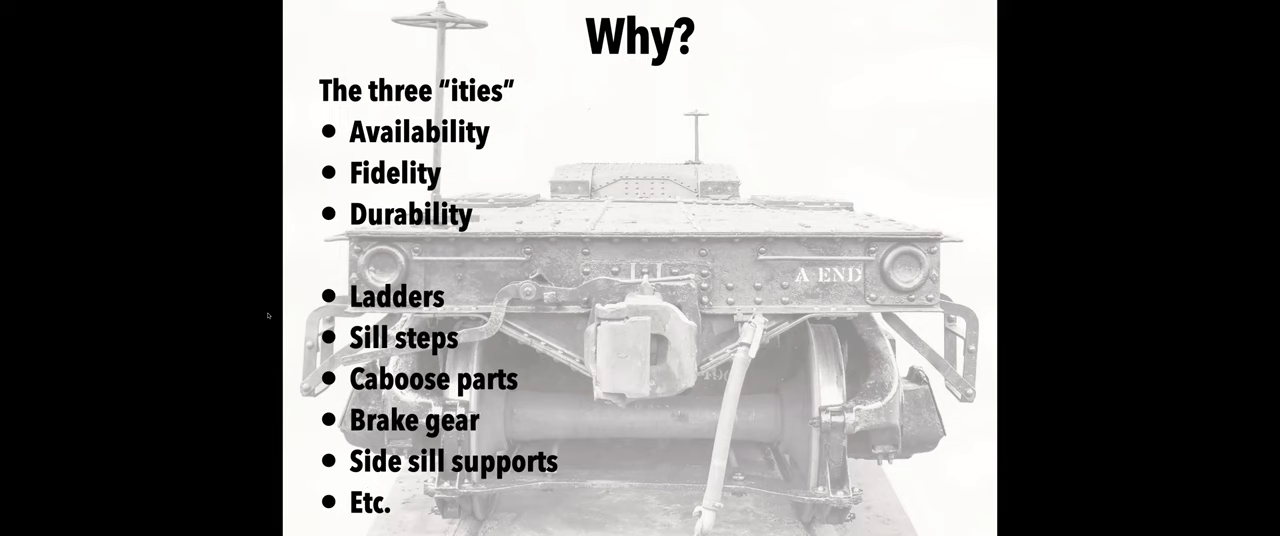 Why?
The three “ities”
• Availability
• Fidelity
• Durability
A END
• Ladders
• Sill steps
• Caboose parts
• Brake gear
• Side sill supports
• Etc.